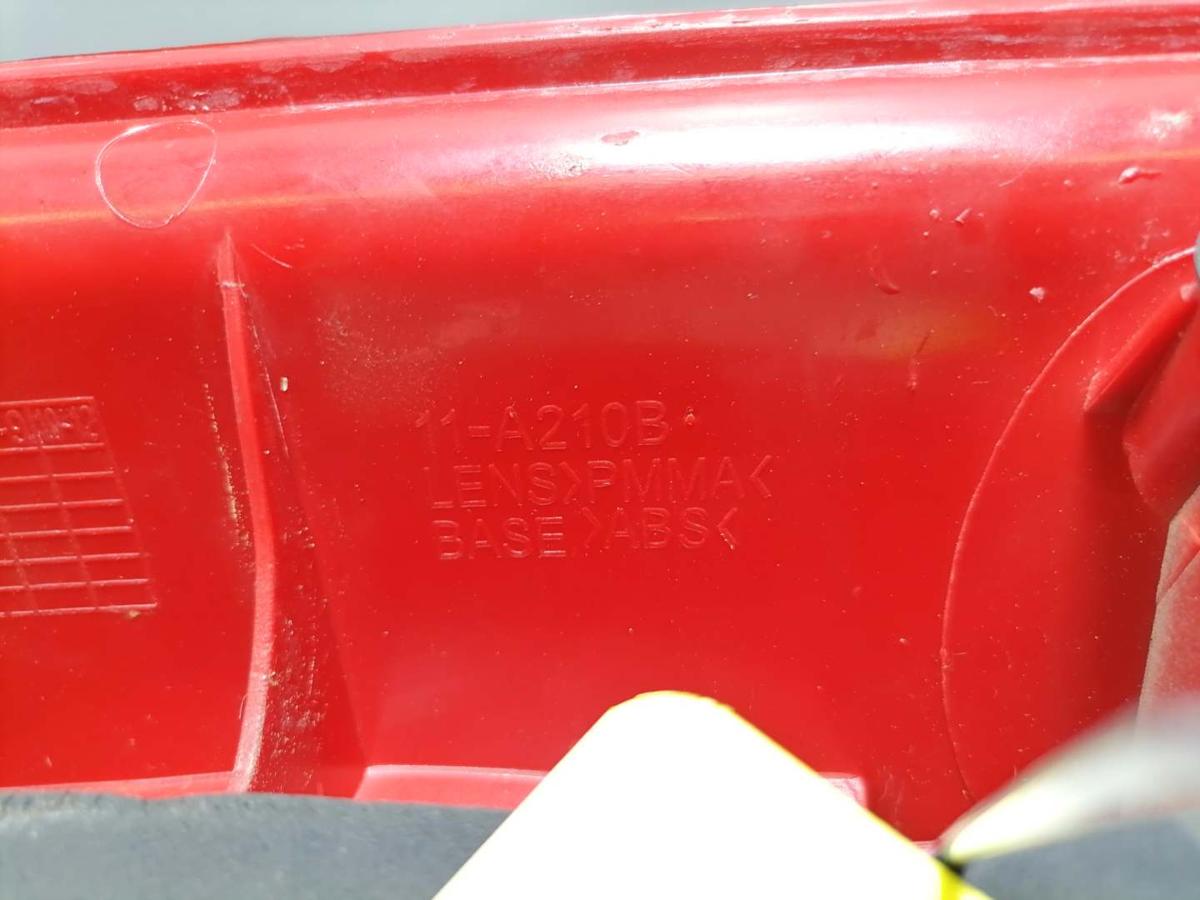 11-A210B
LENS>PMMA<
BASE >ABS<